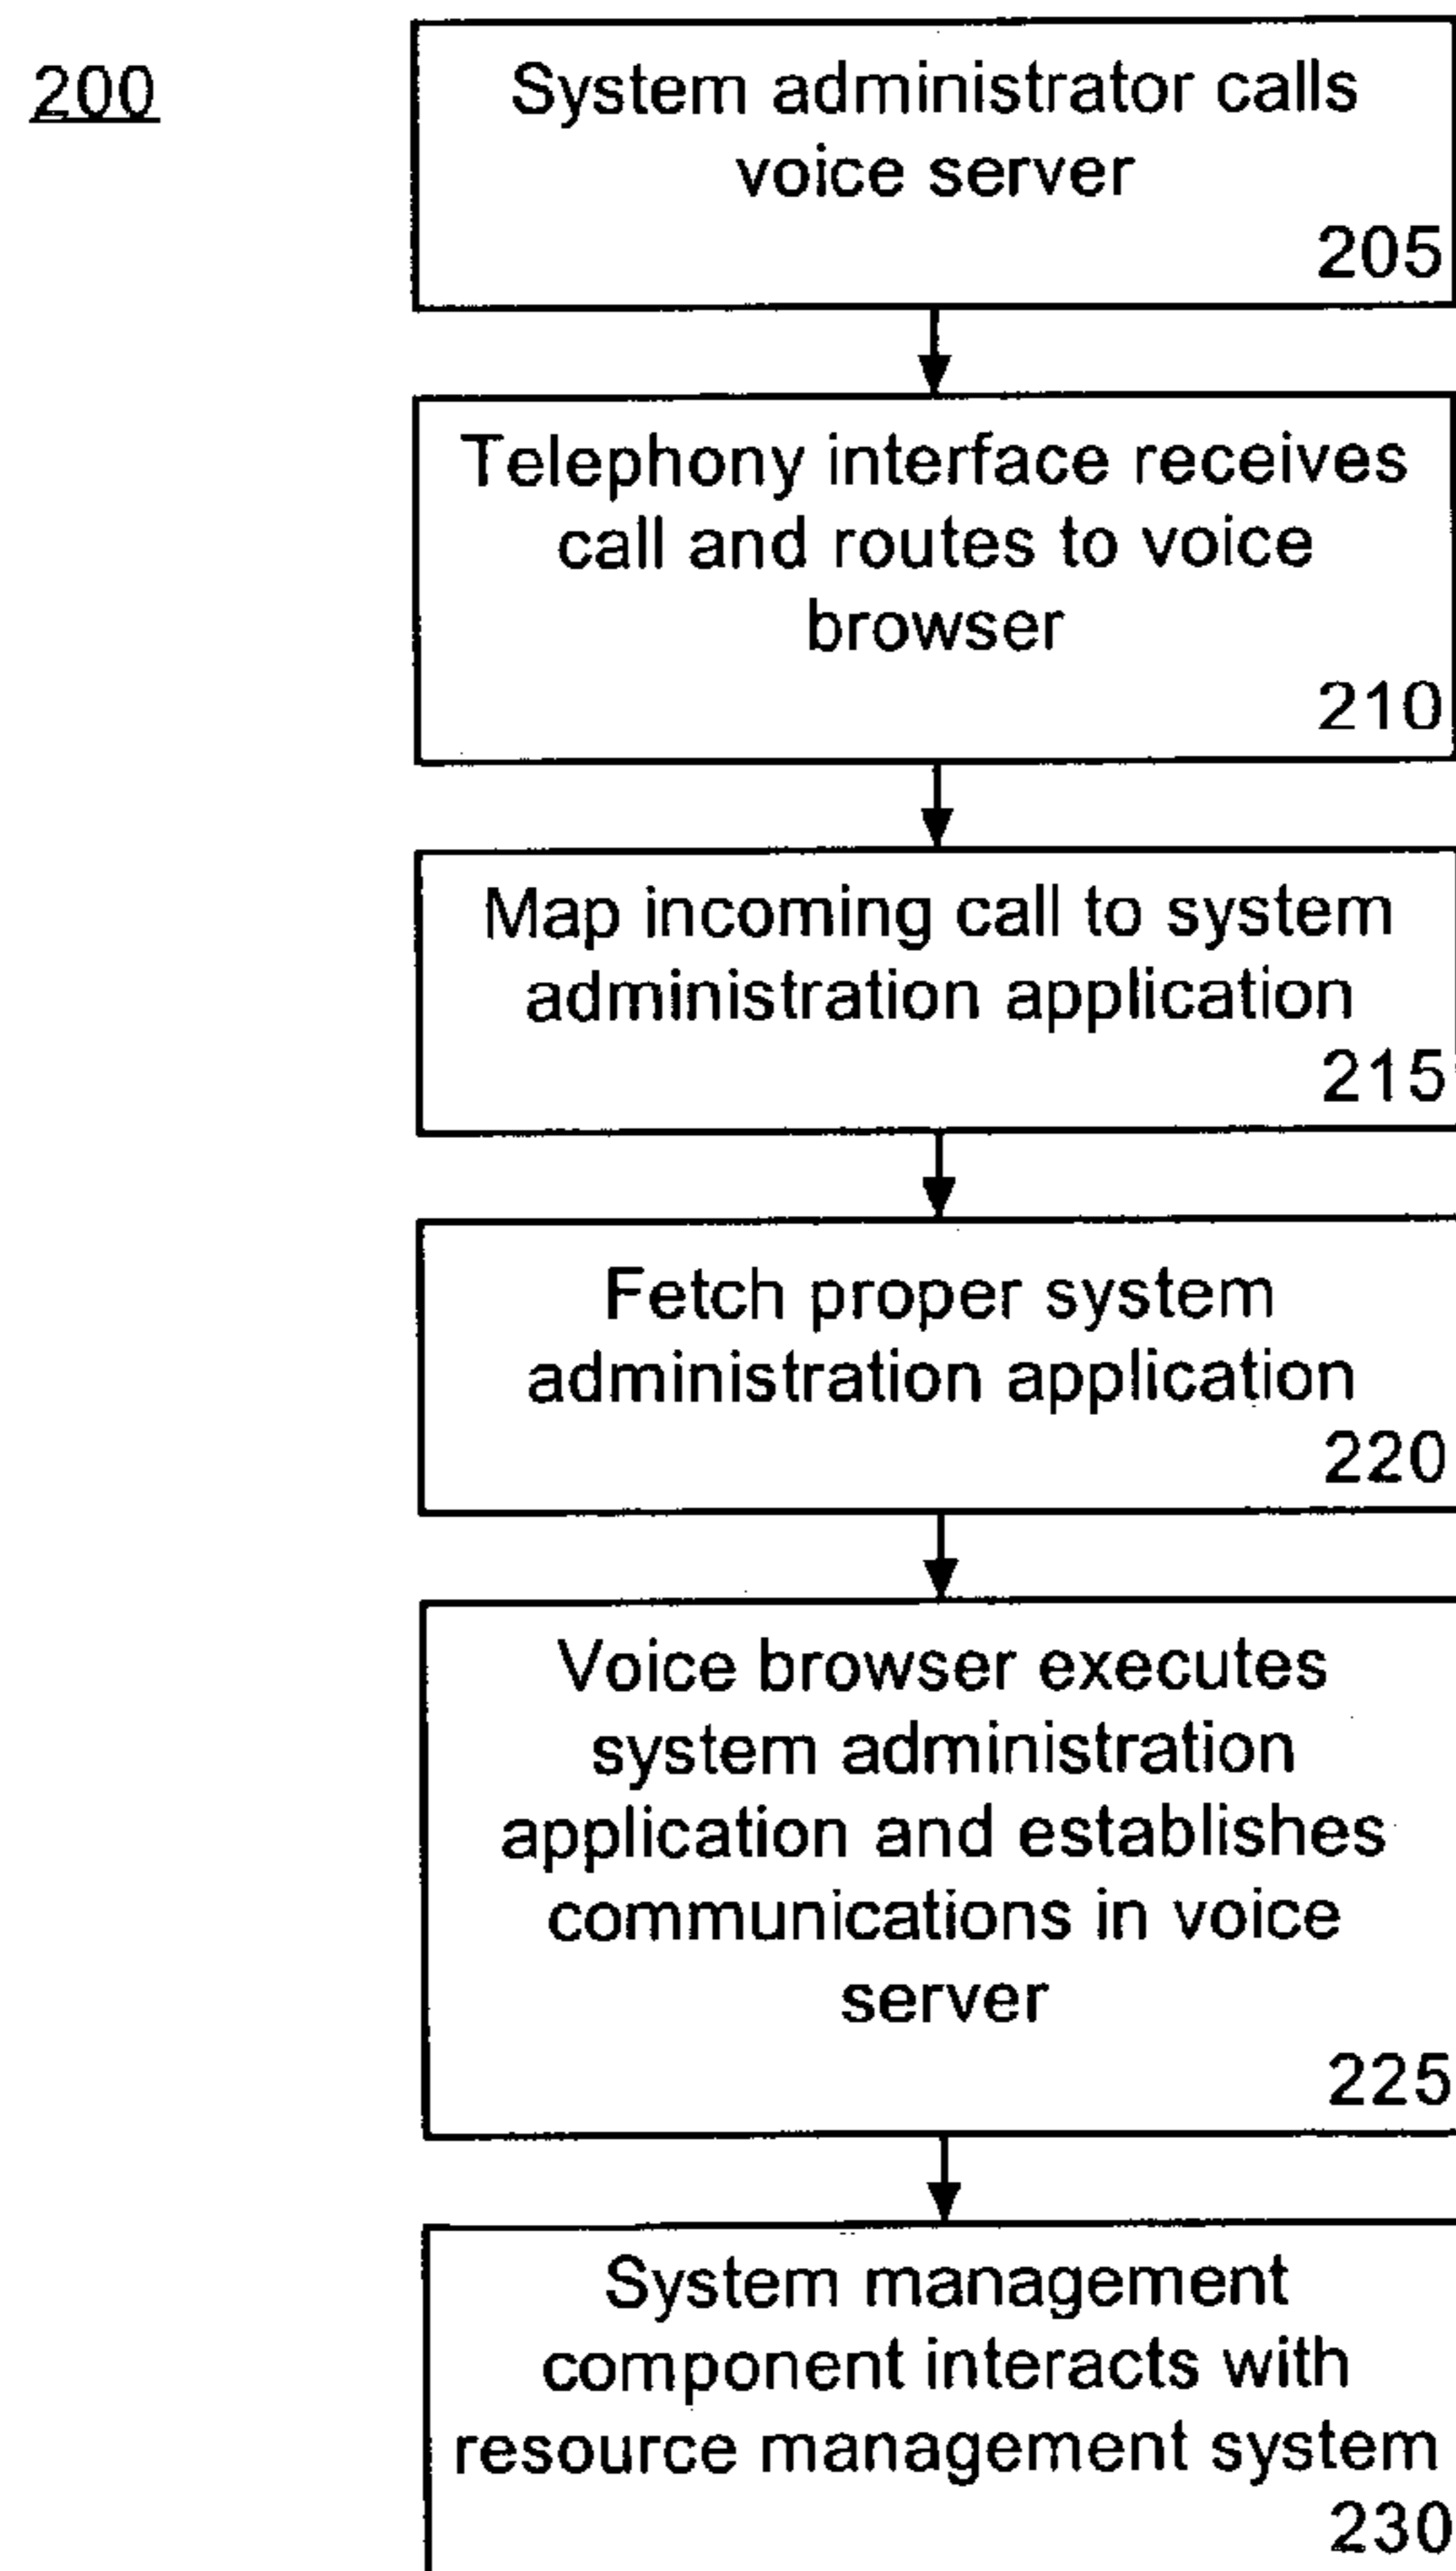 200
System administrator calls
voice server
205
Telephony interface receives
call and routes to voice
browser
210
Map incoming call to system
administration application
215
Fetch proper system
administration application
220
Voice browser executes
system administration
application and establishes
communications in voice
server
225
System management
component interacts with
resource management system
230